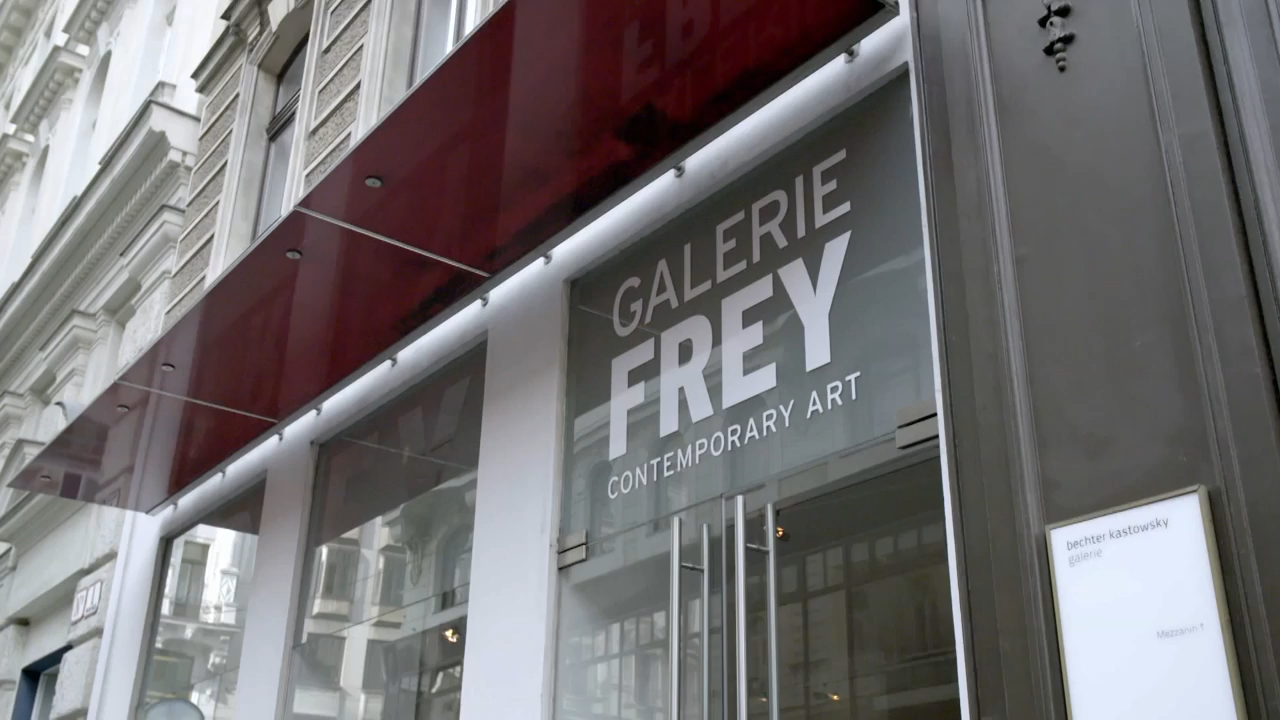 GALERIE
FREY
CONTEMPORARY ART
bechter kastowsky
galerie
Mezzanin 1